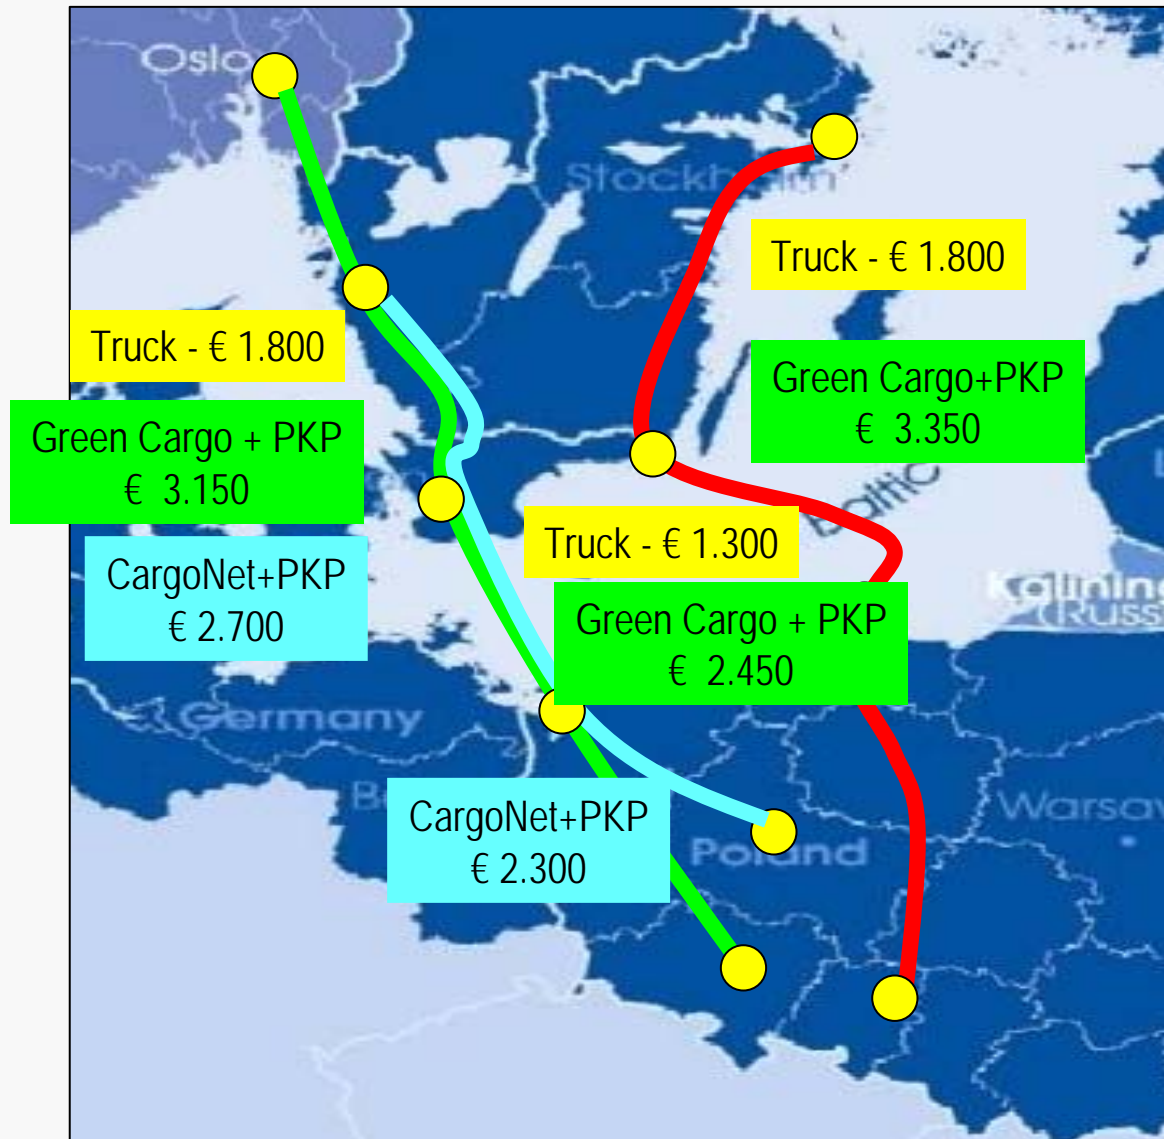 Oslo
Stockholm
Truck - € 1.800
Truck - € 1.800
Green Cargo+PKP
€ 3.350
Green Cargo + PKP
€ 3.150
Baltic
Truck - € 1.300
CargoNet+PKP
€ 2.700
Green Cargo + PKP
€ 2.450
Kalining
(Russi
Germany
CargoNet+PKP
€ 2.300
Warsaw
Poland